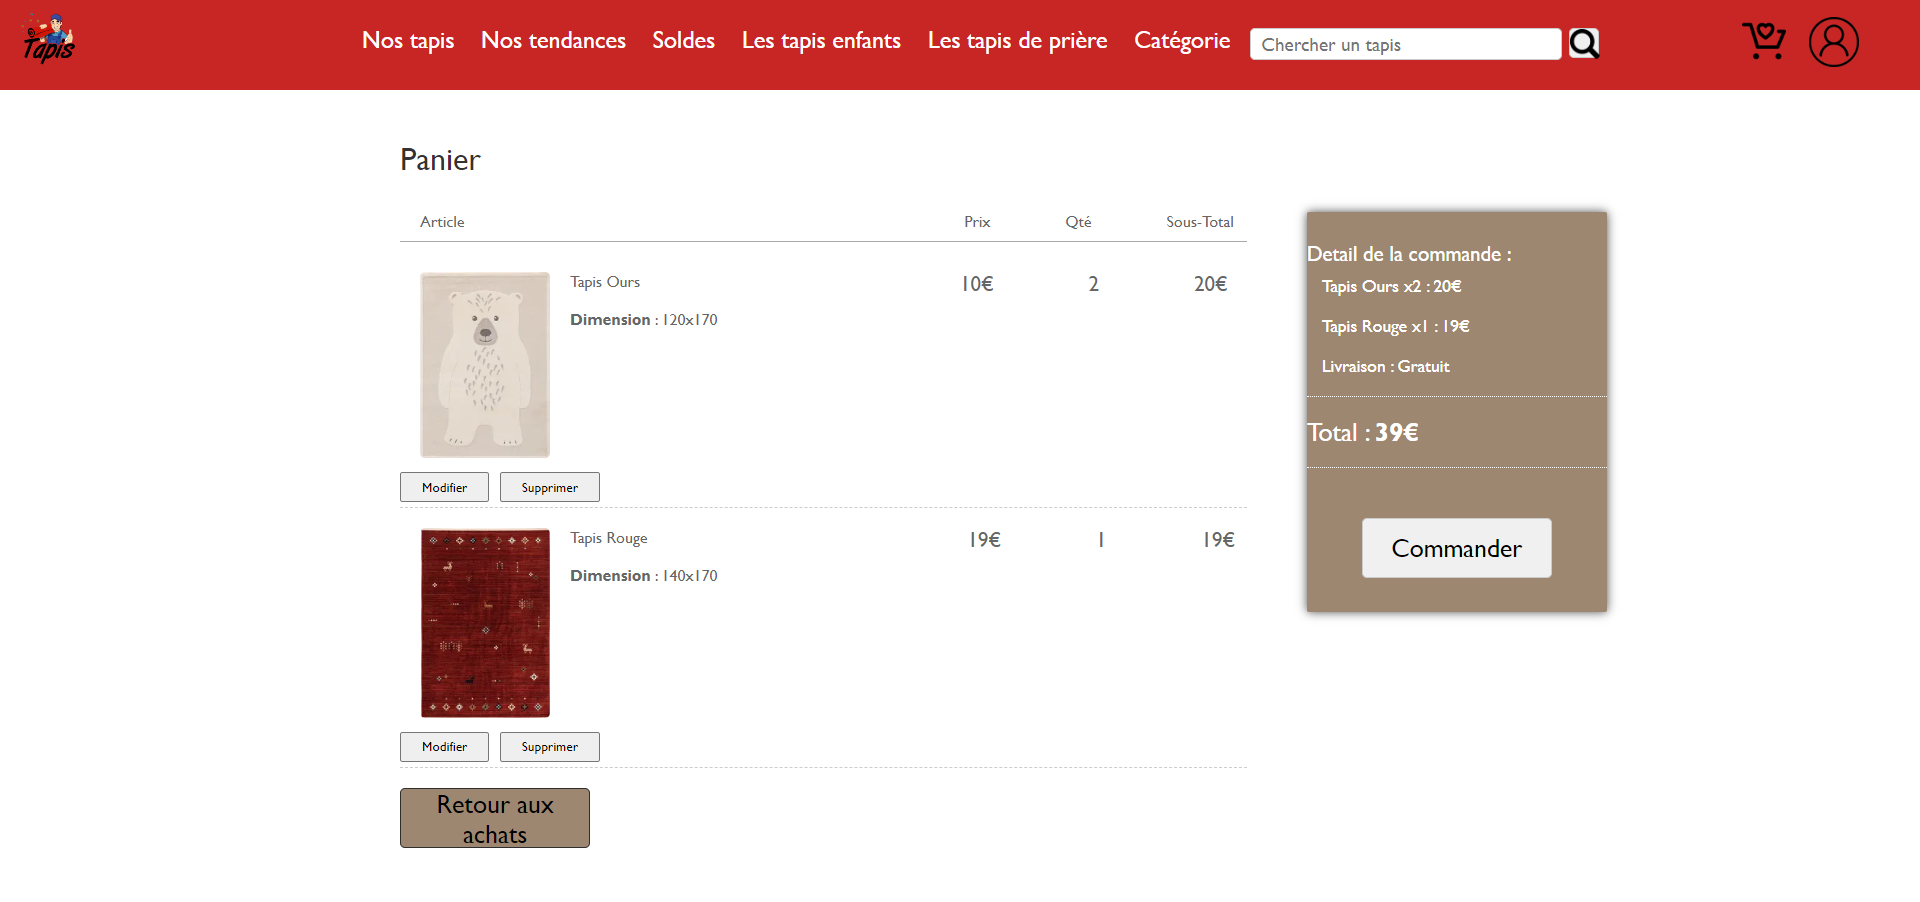 Tapis
Nos tapis Nos tendances Soldes Les tapis enfants Les tapis de prière Catégorie Chercher un tapis
Panier
Article Prix Qté Sous-Total
Tapis Ours 10€ 2 20€
Dimension : 120x170
Modifier Supprimer
Tapis Rouge 19€ 1 19€
Dimension : 140x170
Modifier Supprimer
Retour aux
achats
Detail de la commande :
Tapis Ours x2 : 20€
Tapis Rouge x1 : 19€
Livraison : Gratuit
Total : 39€
Commander